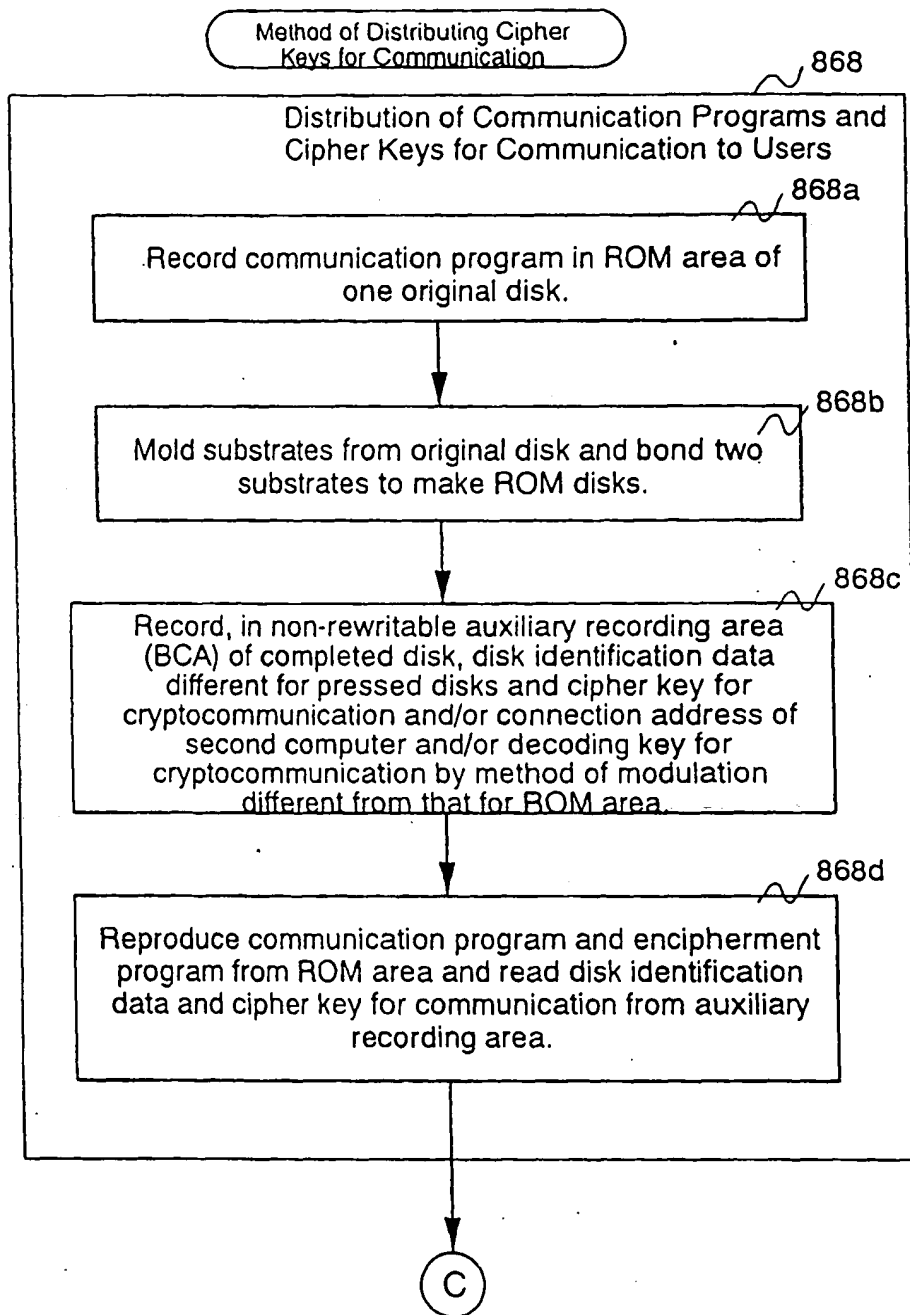 Method of Distributing Cipher
Keys for Communication
868
Distribution of Communication Programs and
Cipher Keys for Communication to Users
868a
Record communication program in ROM area of
one original disk.
868b
Mold substrates from original disk and bond two
substrates to make ROM disks.
868c
Record, in non-rewritable auxiliary recording area
(BCA) of completed disk, disk identification data
different for pressed disks and cipher key for
cryptocommunication and/or connection address of
second computer and/or decoding key for
cryptocommunication by method of modulation
different from that for ROM area.
868d
Reproduce communication program and encipherment
program from ROM area and read disk identification
data and cipher key for communication from auxiliary
recording area.
C